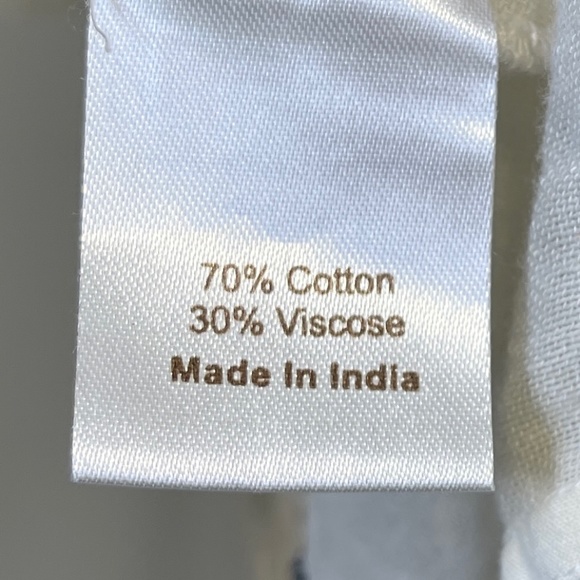 70% Cotton
30% Viscose
Made In India